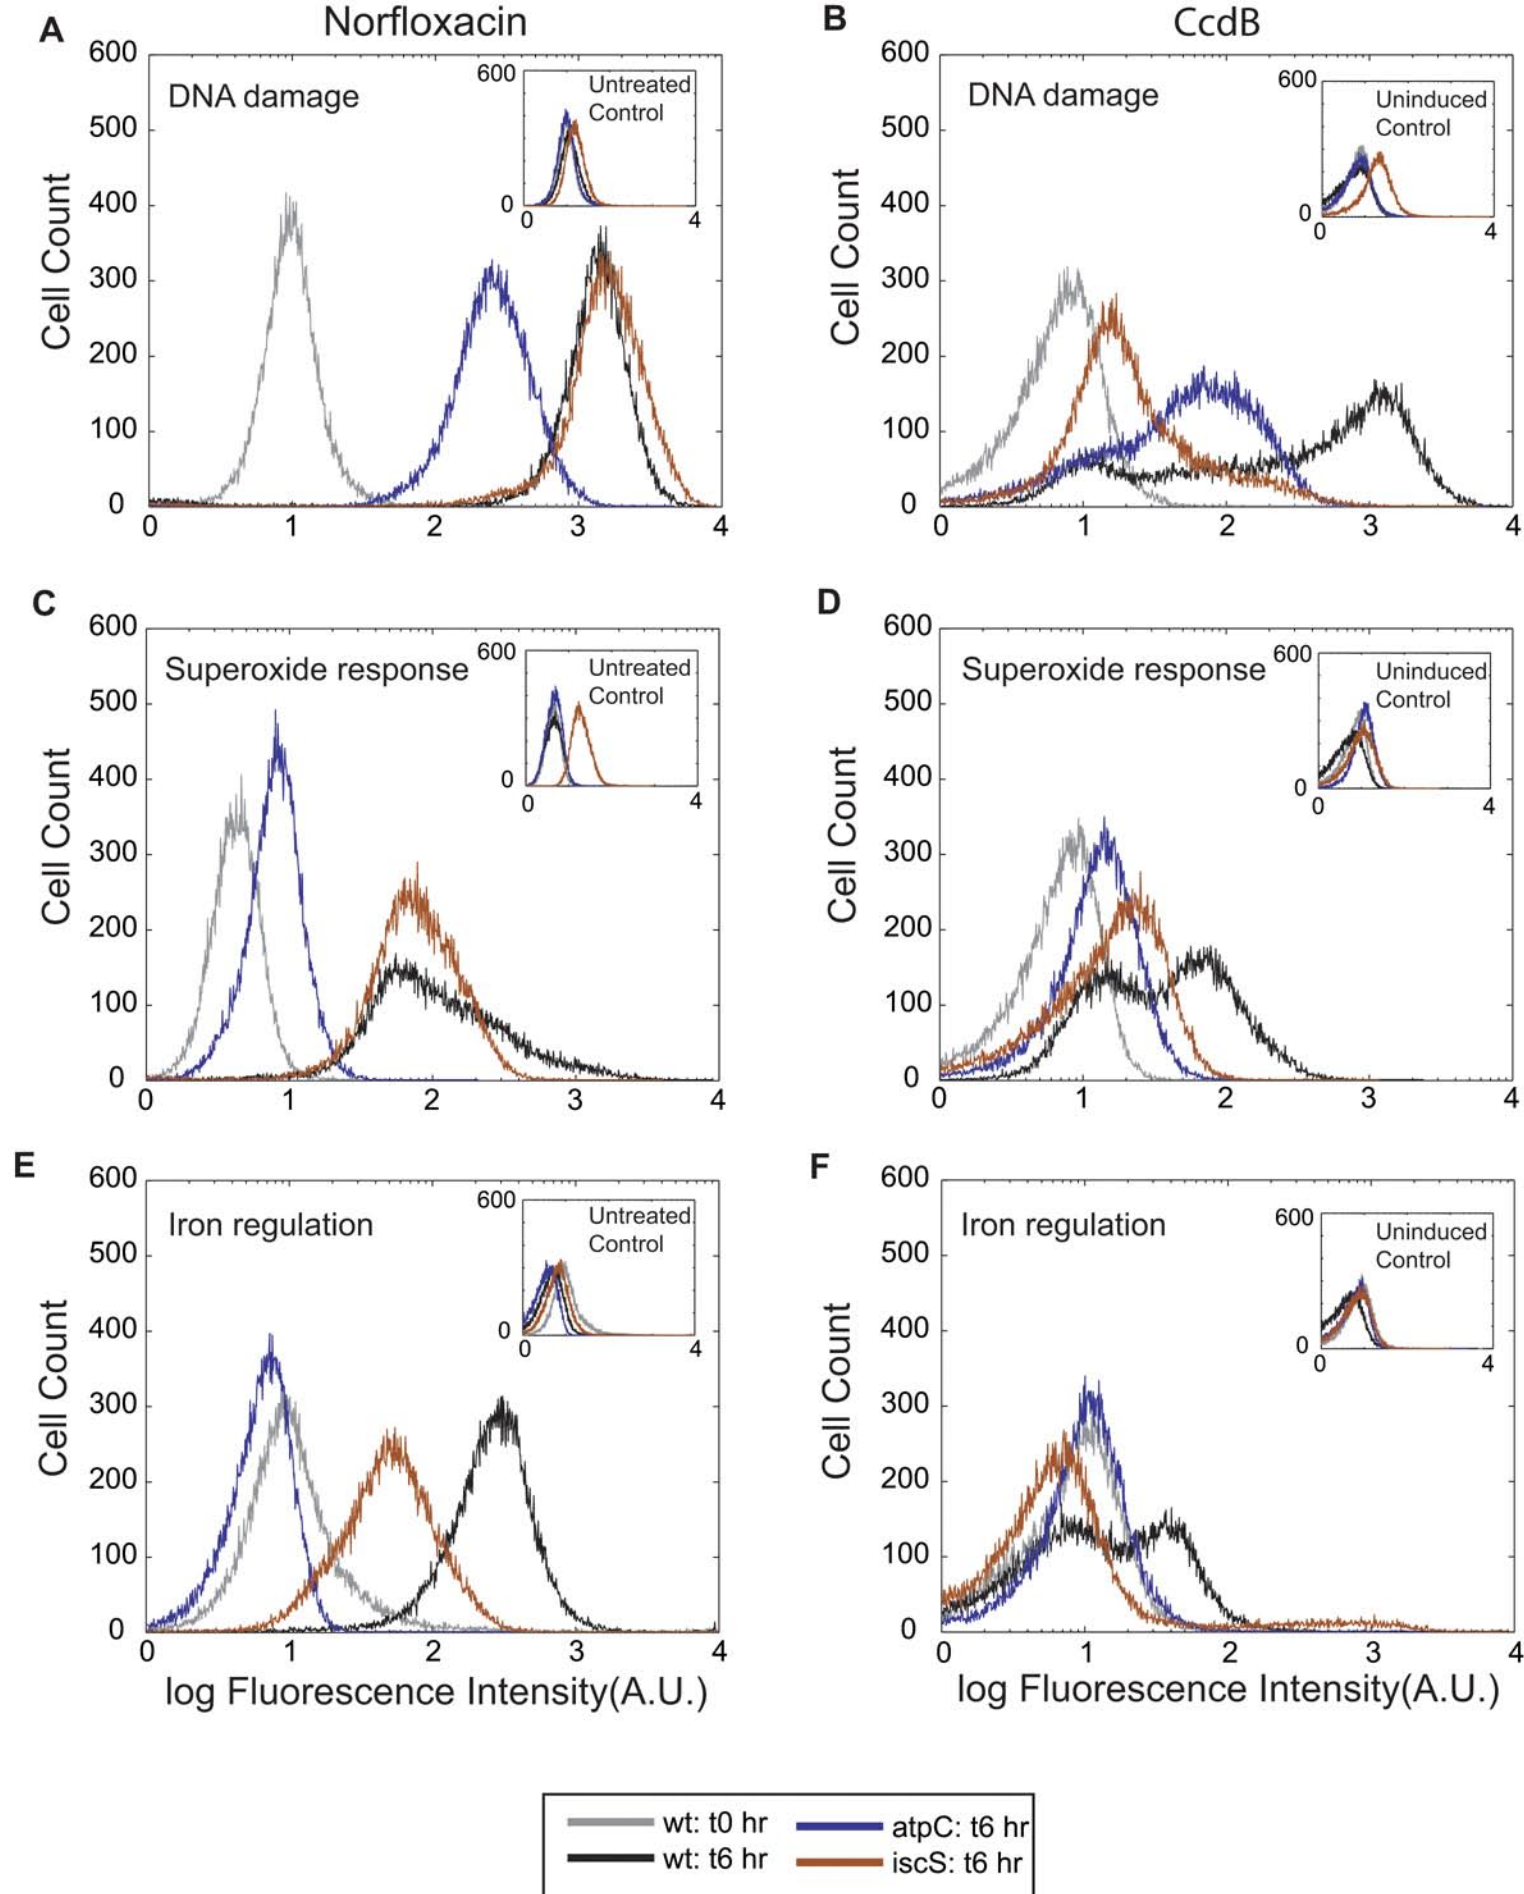 A
Norfloxacin
B
CcdB
DNA damage
Untreated
Control
600
0
0
4
Cell Count
600
500
400
300
200
100
0
0
1
2
3
4
DNA damage
Uninduced
Control
600
0
0
4
Cell Count
600
500
400
300
200
100
0
0
1
2
3
4
C
Superoxide response
Untreated
Control
600
0
0
4
Cell Count
600
500
400
300
200
100
0
0
1
2
3
4
D
Superoxide response
Uninduced
Control
600
0
0
4
Cell Count
600
500
400
300
200
100
0
0
1
2
3
4
E
Iron regulation
Untreated
Control
600
0
0
4
Cell Count
600
500
400
300
200
100
0
0
1
2
3
4
log Fluorescence Intensity(A.U.)
F
Iron regulation
Uninduced
Control
600
0
0
4
Cell Count
600
500
400
300
200
100
0
0
1
2
3
4
log Fluorescence Intensity(A.U.)
wt: t0 hr
atpC: t6 hr
wt: t6 hr
iscS: t6 hr